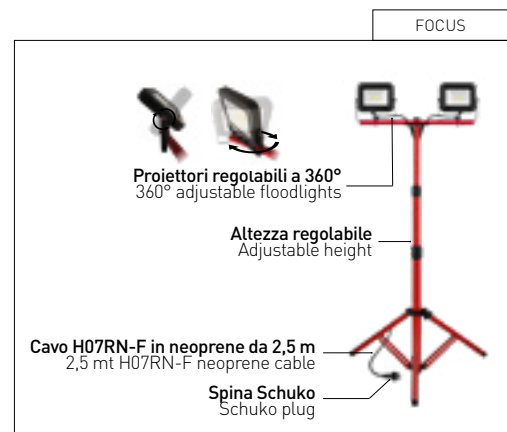 FOCUS
Proiettori regolabili a 360°
360° adjustable floodlights
Altezza regolabile
Adjustable height
Cavo H07RN-F in neoprene da 2,5 m
2,5 mt H07RN-F neoprene cable
Spina Schuko
Schuko plug